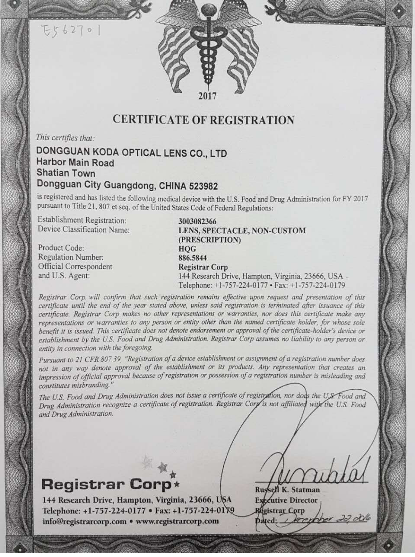 E562701
2017
CERTIFICATE OF REGISTRATION
This certifies that:
DONGGUAN KODA OPTICAL LENS CO., LTD
Harbor Main Road
Shatian Town
Dongguan City Guangdong, CHINA 523982
is registered and has listed the following medical device with the U.S. Food and Drug Administration for FY 2017
pursuant to Title 21, 807 et seq. of the United States Code of Federal Regulations:
Establishment Registration: 3003082366
Device Classification Name: LENS, SPECTACLE, NON-CUSTOM
(PRESCRIPTION)
Product Code: HQG
Regulation Number: 886.5844
Official Correspondent Registrar Corp
and U.S. Agent: 144 Research Drive, Hampton, Virginia, 23666, USA
Telephone: +1-757-224-0177 • Fax: +1-757-224-0179
Registrar Corp will confirm that such registration remains effective upon request and presentation of this
certificate until the end of the year stated above, unless said registration is terminated after issuance of this
certificate. Registrar Corp makes no other representations or warranties, nor does this certificate make any
representations or warranties to any person or entity other than the named certificate holder, for whose sole
benefit it is issued. This certificate does not denote endorsement or approval of the certificate-holder's device or
establishment by the U.S. Food and Drug Administration. Registrar Corp assumes no liability to any person or
entity in connection with the foregoing.
Pursuant to 21 CFR 807.39, "Registration of a device establishment or assignment of a registration number does
not in any way denote approval of the establishment or its products. Any representation that creates an
impression of official approval because of registration or possession of a registration number is misleading and
constitutes misbranding."
The U.S. Food and Drug Administration does not issue a certificate of registration, nor does the U.S. Food and
Drug Administration recognize a certificate of registration. Registrar Corp is not affiliated with the U.S. Food
and Drug Administration.
Registrar Corp
144 Research Drive, Hampton, Virginia, 23666, USA
Telephone: +1-757-224-0177 • Fax: +1-757-224-0179
info@registrarcorp.com • www.registrarcorp.com
Russell K. Statman
Executive Director
Registrar Corp
Dated: December 22, 2016